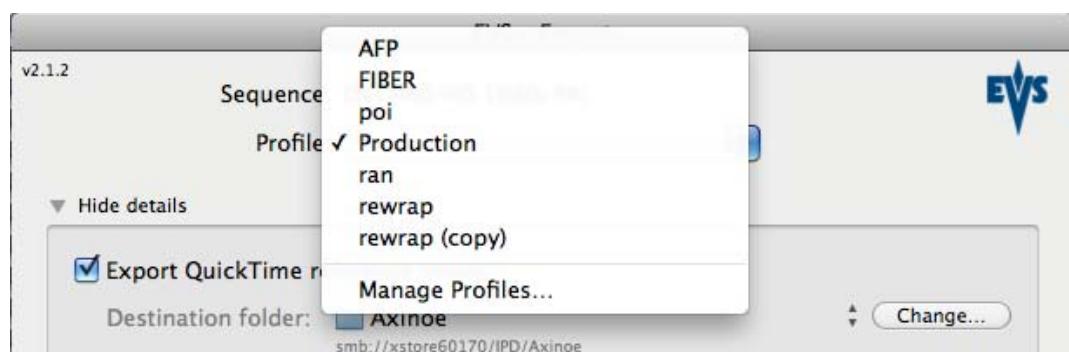 v2.1.2
EVS
Sequence
Profile
AFP
FIBER
poi
✓ Production
ran
rewrap
rewrap (copy)
Manage Profiles...
Hide details
Export QuickTime
Destination folder: Axinoe
Change...
smb://xstore60170/IPD/Axinoe